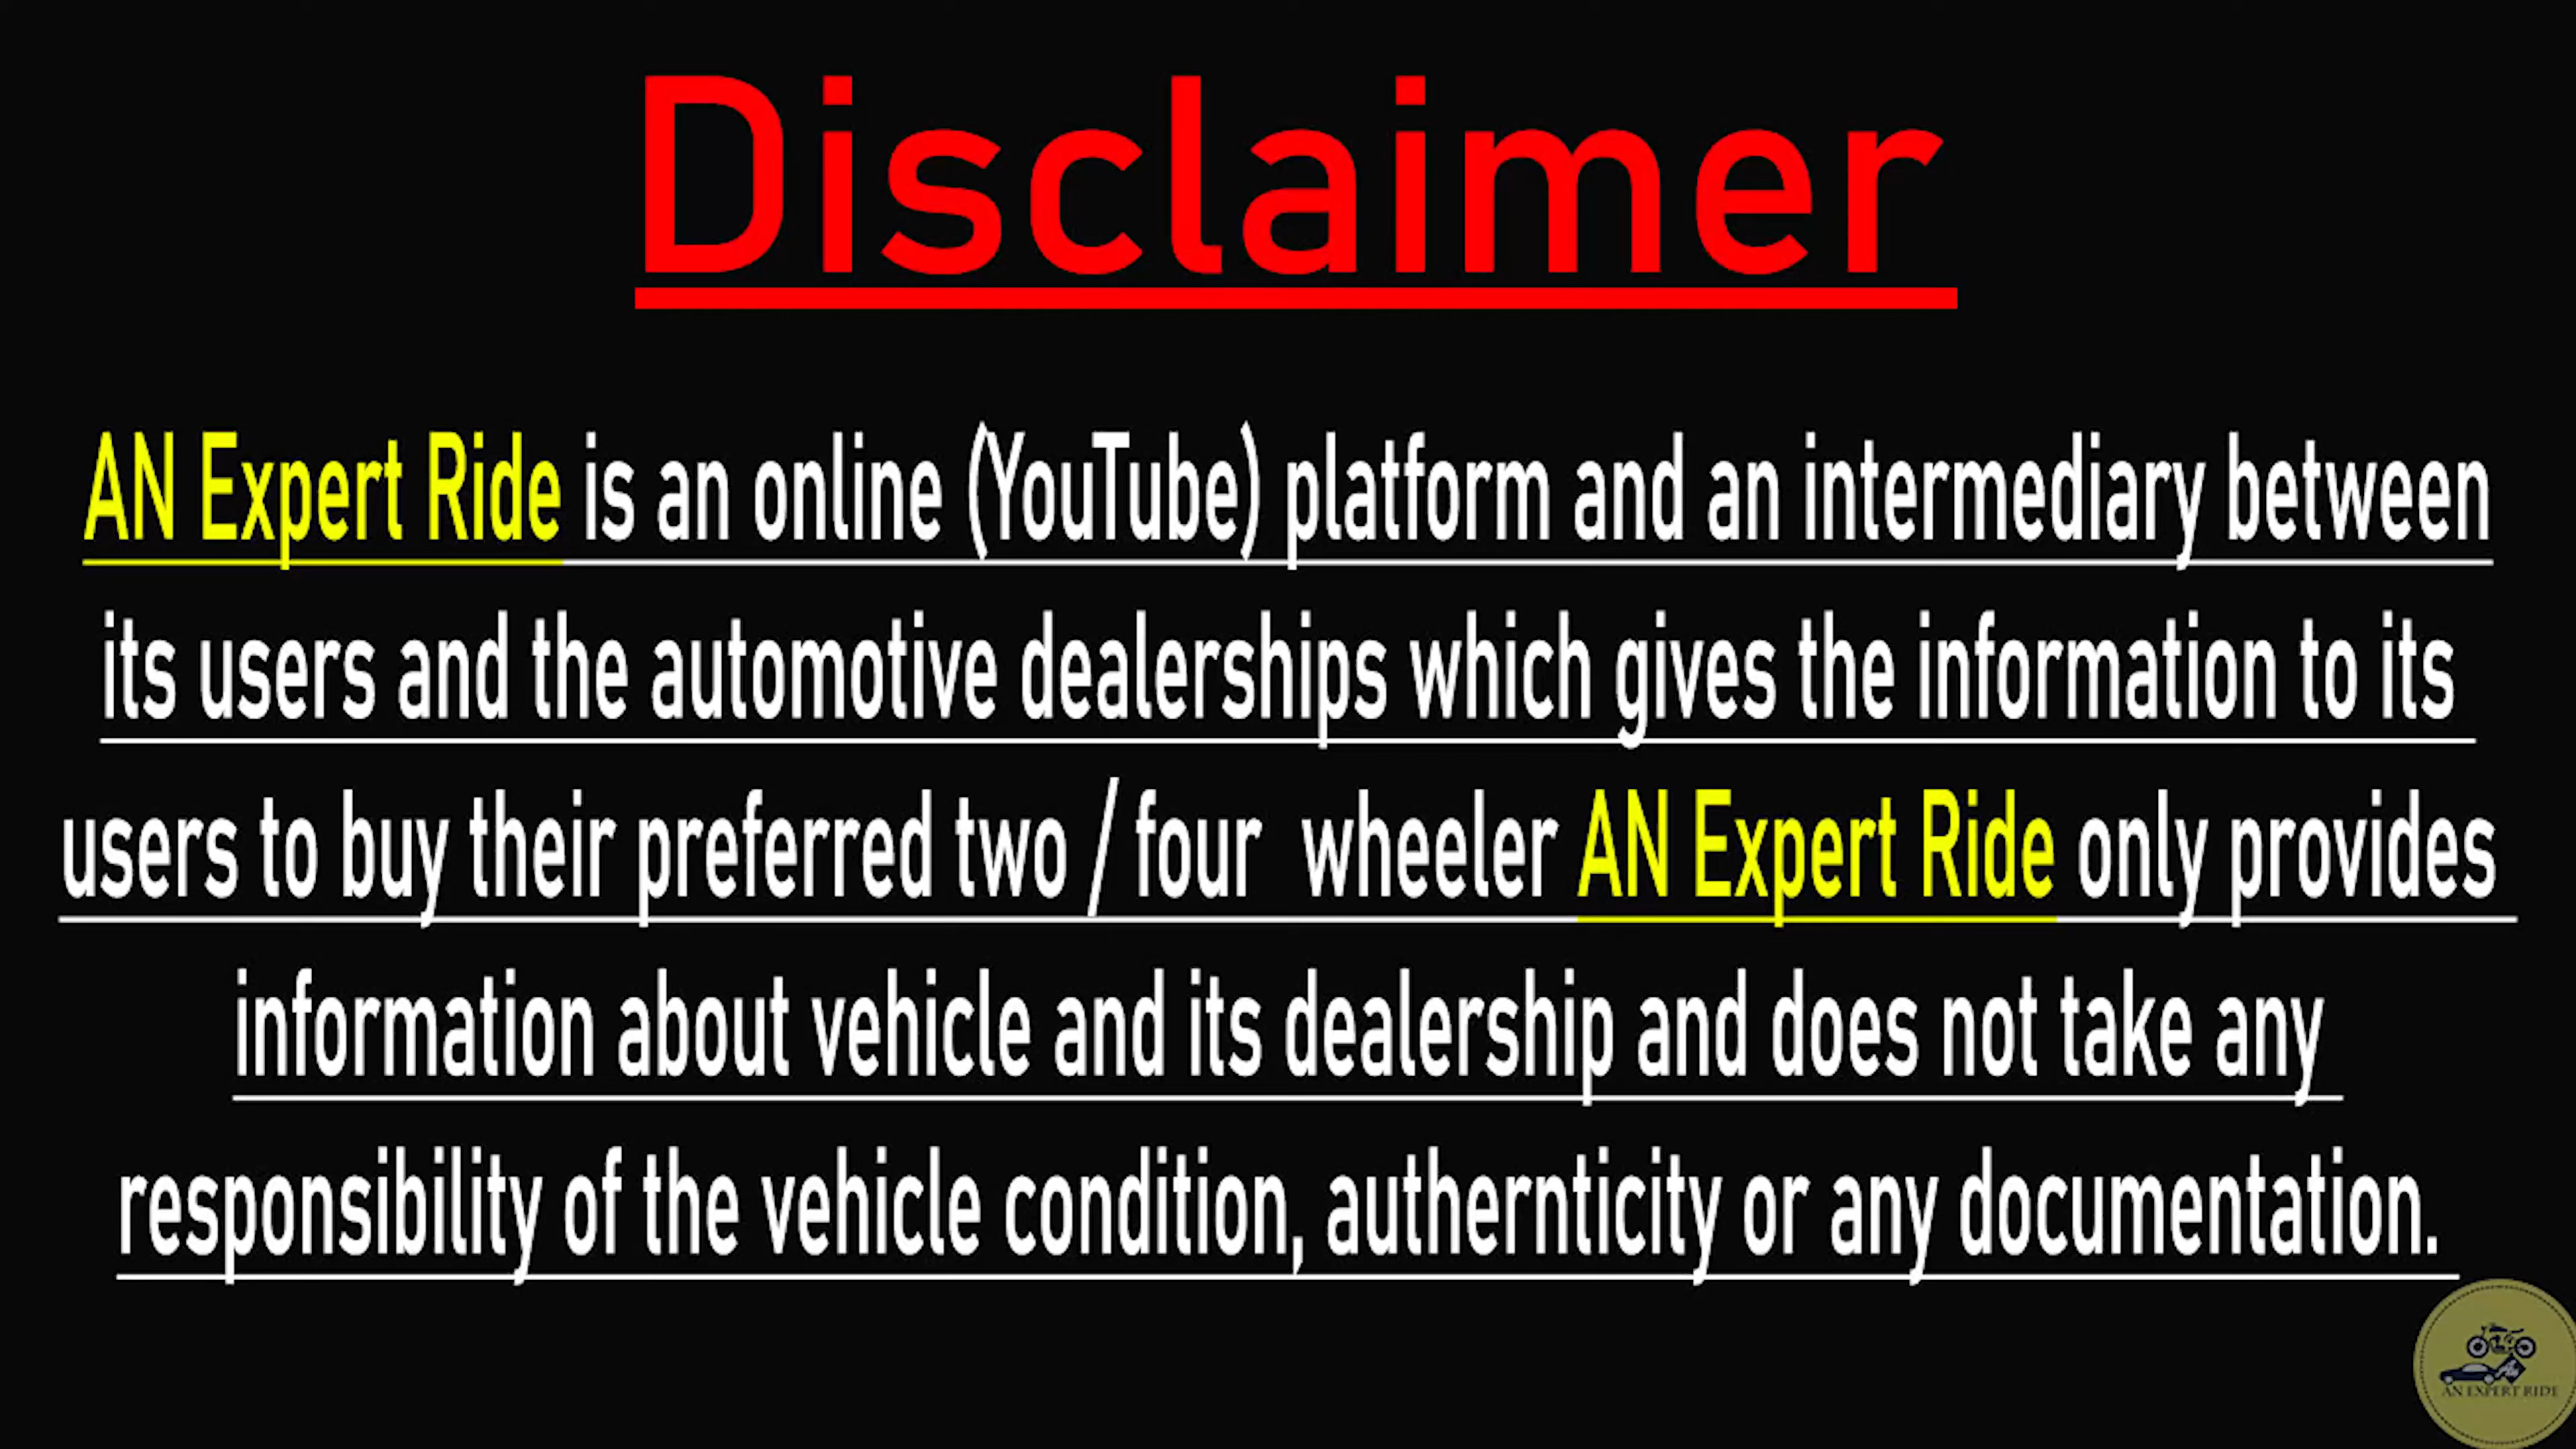 Disclaimer
AN Expert Ride is an online (YouTube) platform and an intermediary between
its users and the automotive dealerships which gives the information to its
users to buy their preferred two / four wheeler AN Expert Ride only provides
information about vehicle and its dealership and does not take any
responsibility of the vehicle condition, authernticity or any documentation.
AN EXPERT RIDE